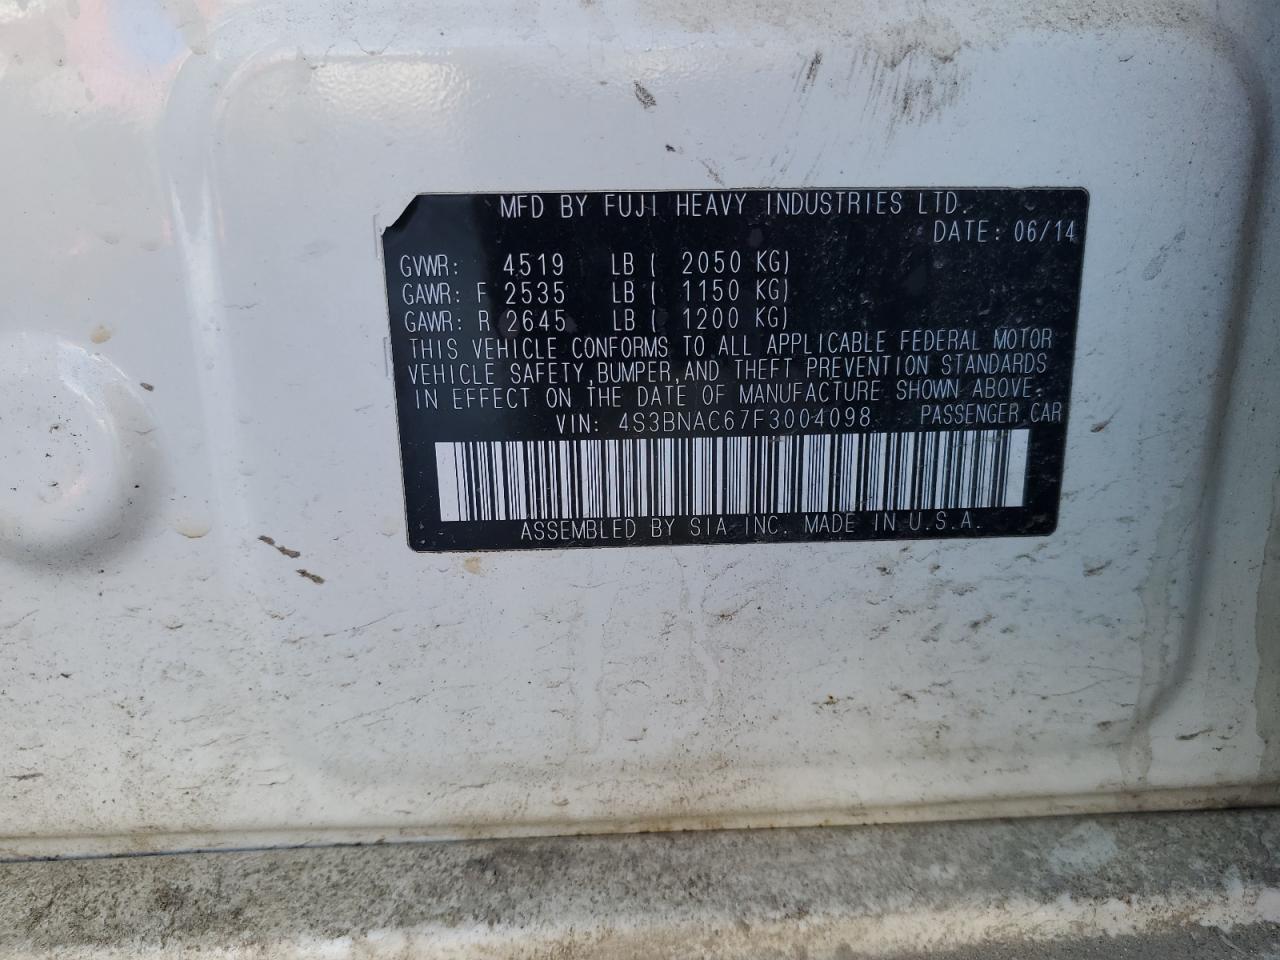 MFD BY FUJI HEAVY INDUSTRIES LTD.
DATE: 06/14
GVWR: 4519 LB ( 2050 KG)
GAWR: F 2535 LB ( 1150 KG)
GAWR: R 2645 LB ( 1200 KG)
THIS VEHICLE CONFORMS TO ALL APPLICABLE FEDERAL MOTOR
VEHICLE SAFETY,BUMPER,AND THEFT PREVENTION STANDARDS
IN EFFECT ON THE DATE OF MANUFACTURE SHOWN ABOVE.
VIN: 4S3BNAC67F3004098 PASSENGER CAR
ASSEMBLED BY SIA INC. MADE IN U.S.A.